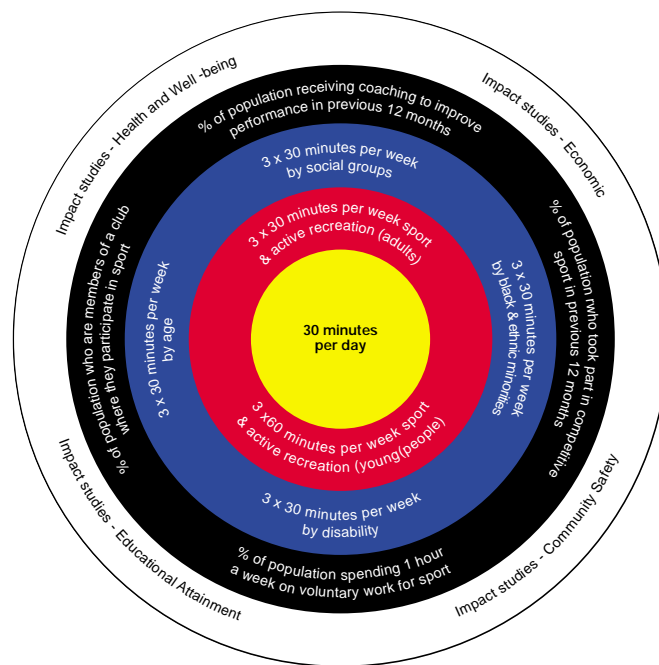 Impact studies - Health and Well -being
Impact studies - Economic
% of population receiving coaching to improve
performance in previous 12 months
3 x 30 minutes per week
by social groups
3 x 30 minutes per week sport
& active recreation (adults)
% of population who are members of a club
where they participate in sport
3 x 30 minutes per week
by age
30 minutes
per day
3 x 30 minutes per week
by black & ethnic minorities
% of population rwho took part in competitive
sport in previous 12 months
3 x60 minutes per week sport
& active recreation (young(people)
3 x 30 minutes per week
by disability
% of population spending 1 hour
a week on voluntary work for sport
Impact studies - Educational Attainment
Impact studies - Community Safety